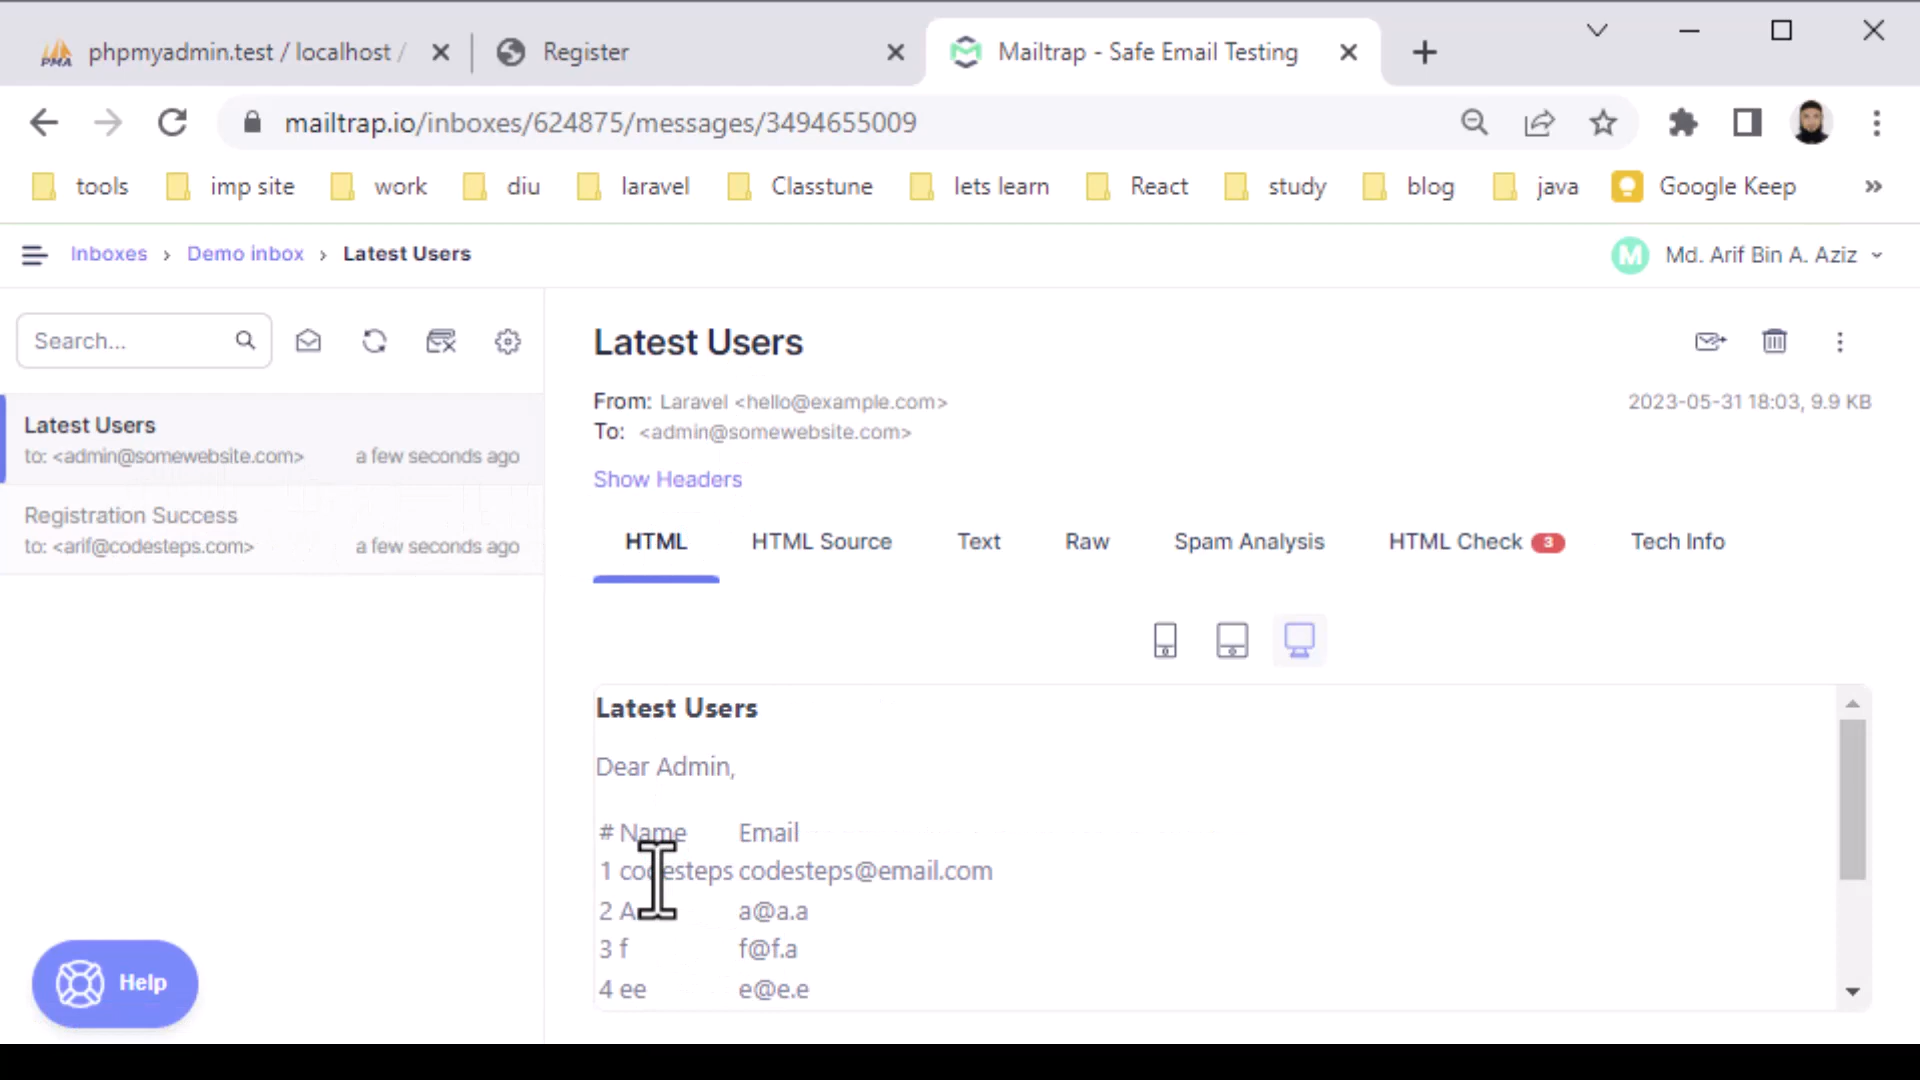 phpmyadmin.test / localhost /
Register
Mailtrap - Safe Email Testing
mailtrap.io/inboxes/624875/messages/3494655009
tools
imp site
work
diu
laravel
Classtune
lets learn
React
study
blog
java
Google Keep
»
Inboxes › Demo inbox › Latest Users
M
Md. Arif Bin A. Aziz
Search...
Latest Users
to: <admin@somewebsite.com>
a few seconds ago
Registration Success
to: <arif@codesteps.com>
a few seconds ago
Latest Users
From: Laravel <hello@example.com>
2023-05-31 18:03, 9.9 KB
To: <admin@somewebsite.com>
Show Headers
HTML
HTML Source
Text
Raw
Spam Analysis
HTML Check 3
Tech Info
Latest Users
Dear Admin,
# Name Email
1 codesteps codesteps@email.com
2 A a@a.a
3 f f@f.a
4 ee e@e.e
Help